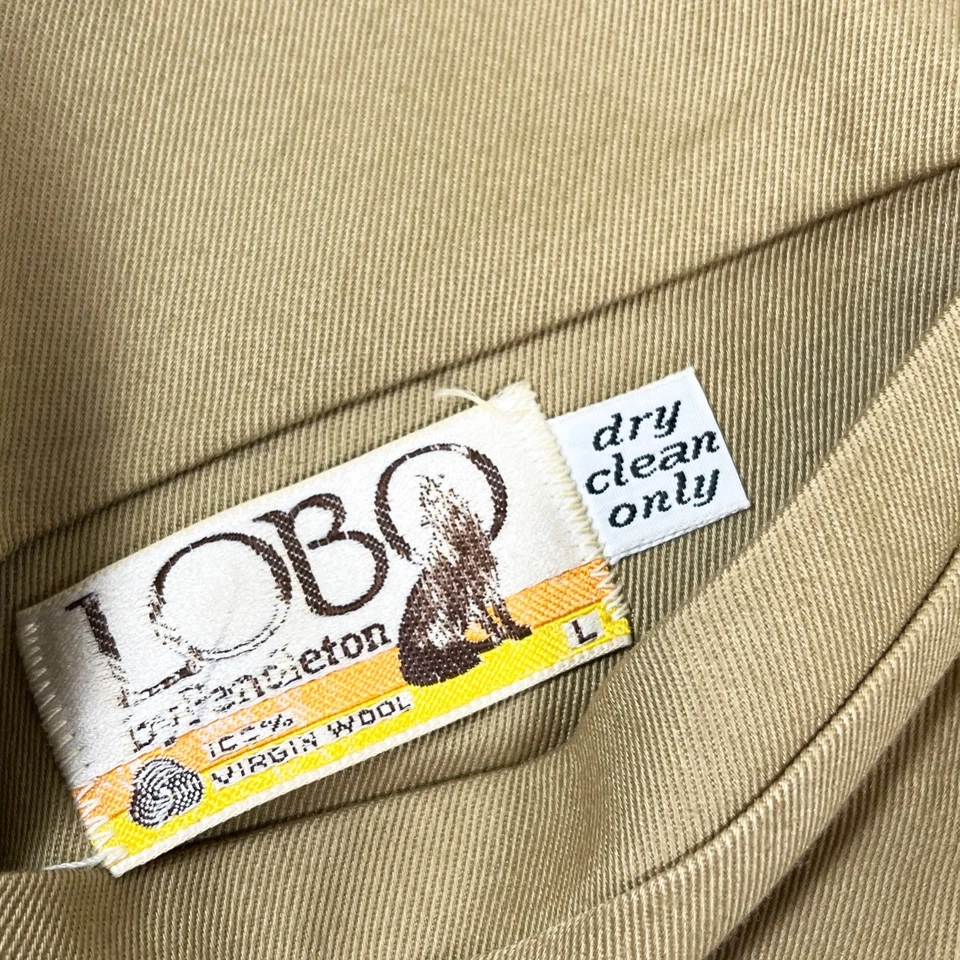 LOBO
by Pendleton
100%
VIRGIN WOOL
L
dry
clean
only